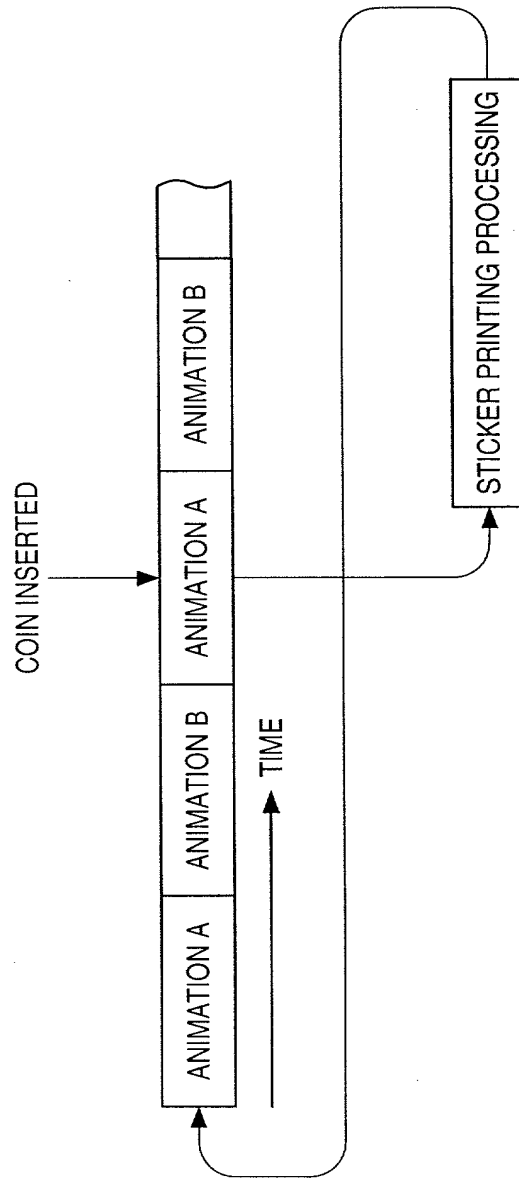 COIN INSERTED
ANIMATION A
ANIMATION B
ANIMATION A
ANIMATION B
TIME
STICKER PRINTING PROCESSING